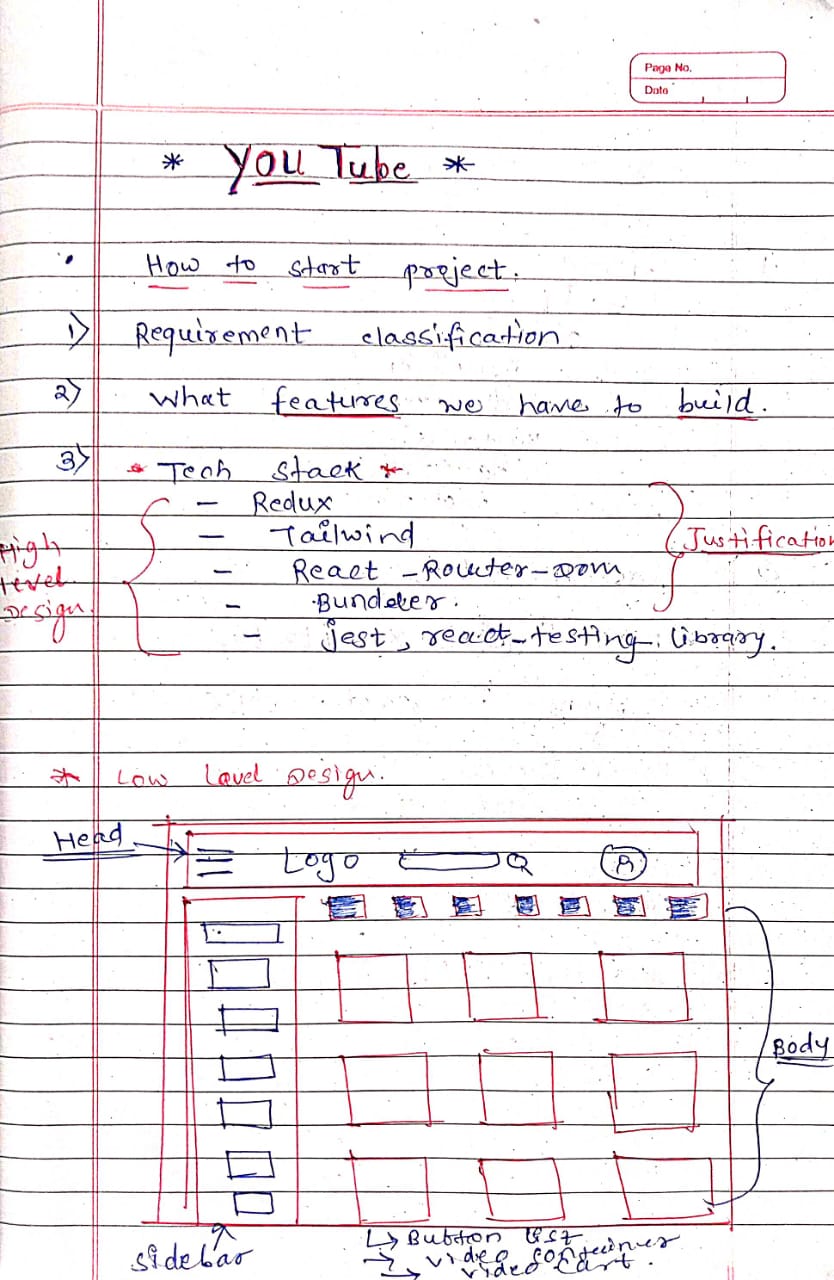 Page No.
Date
* YOU Tube *
• How to start project.
1) Requirement classification.
2) What features we have to build.
3) * Tech Stack *
- Redux
- Tailwind
- React-Router-Dom
- Bundeler.
- jest, react-testing library.
High Level Design.
Justification
* Low Level Design.
Head
Logo
Body
sidebar
↳ Button list
→ video container
→ video Cart.